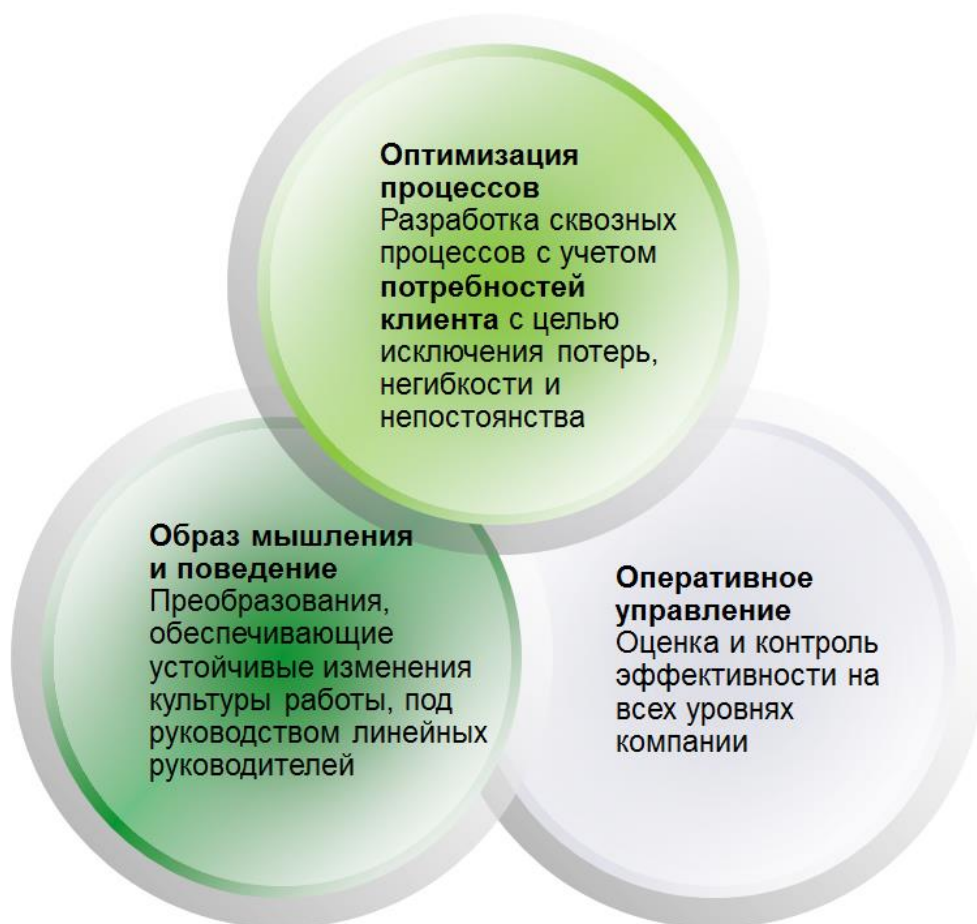 Оптимизация
процессов
Разработка сквозных
процессов с учетом
потребностей
клиента с целью
исключения потерь,
негибкости и
непостоянства
Образ мышления
и поведение
Преобразования,
обеспечивающие
устойчивые изменения
культуры работы, под
руководством линейных
руководителей
Оперативное
управление
Оценка и контроль
эффективности на
всех уровнях
компании